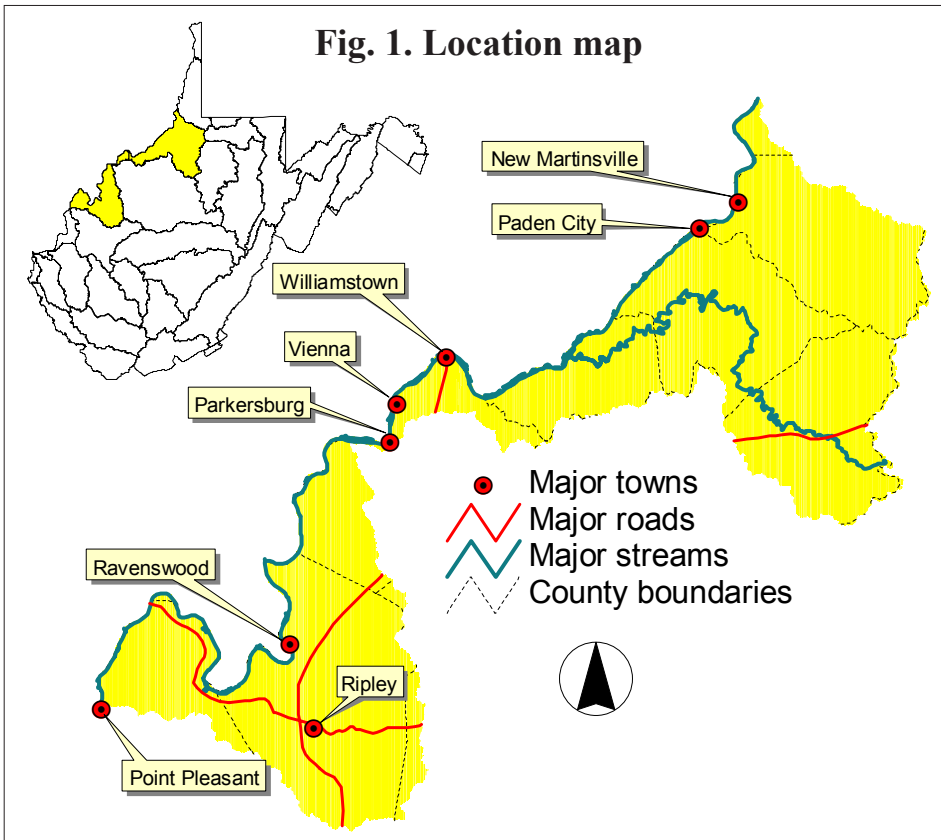 Fig. 1. Location map
New Martinsville
Paden City
Williamstown
Vienna
Parkersburg
Major towns
Major roads
Major streams
County boundaries
Ravenswood
Ripley
Point Pleasant